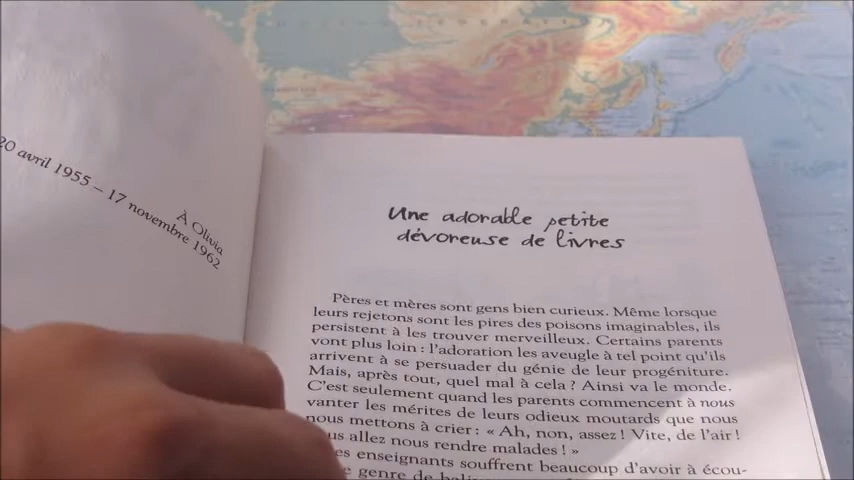 À Olivia
20 avril 1955 – 17 novembre 1962
Une adorable petite
dévoreuse de livres
Pères et mères sont gens bien curieux. Même lorsque
leurs rejetons sont les pires des poisons imaginables, ils
persistent à les trouver merveilleux. Certains parents
vont plus loin : l'adoration les aveugle à tel point qu'ils
arrivent à se persuader du génie de leur progéniture.
Mais, après tout, quel mal à cela ? Ainsi va le monde.
C'est seulement quand les parents commencent à nous
vanter les mérites de leurs odieux moutards que nous
nous mettons à crier : « Ah, non, assez ! Vite, de l'air !
allez nous rendre malades ! »
enseignants souffrent beaucoup d'avoir à écou-
genre de